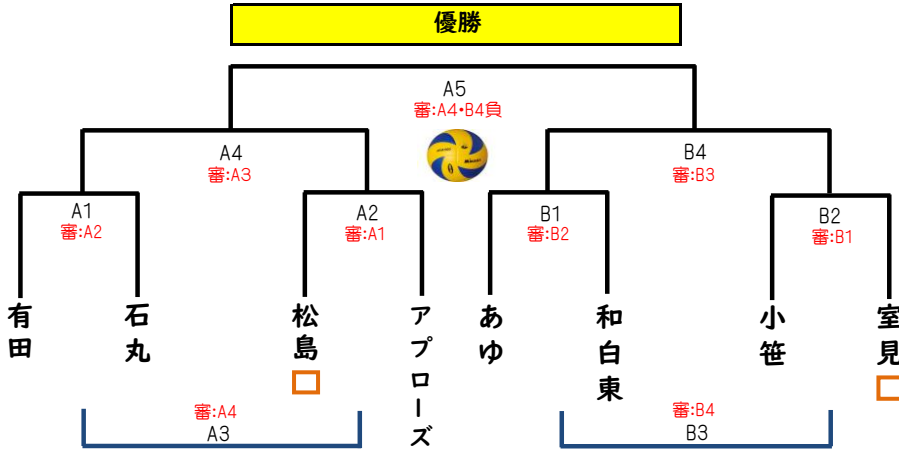 優勝
A5
審:A4・B4負
A4
審:A3
B4
審:B3
A1
審:A2
A2
審:A1
B1
審:B2
B2
審:B1
有田
石丸
松島
アプローズ
あゆ
和白東
小笹
室見
審:A4
A3
審:B4
B3